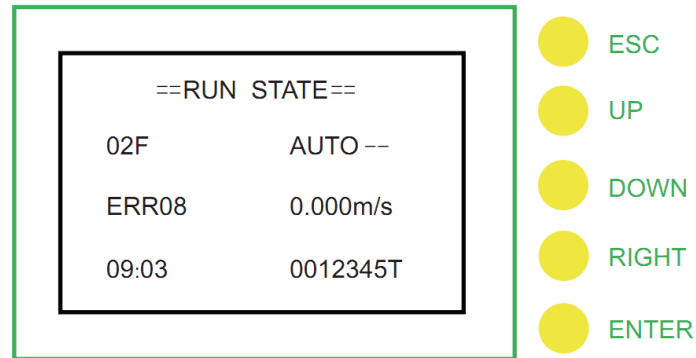 ==RUN STATE==
02F AUTO --
ERR08 0.000m/s
09:03 0012345T
ESC
UP
DOWN
RIGHT
ENTER